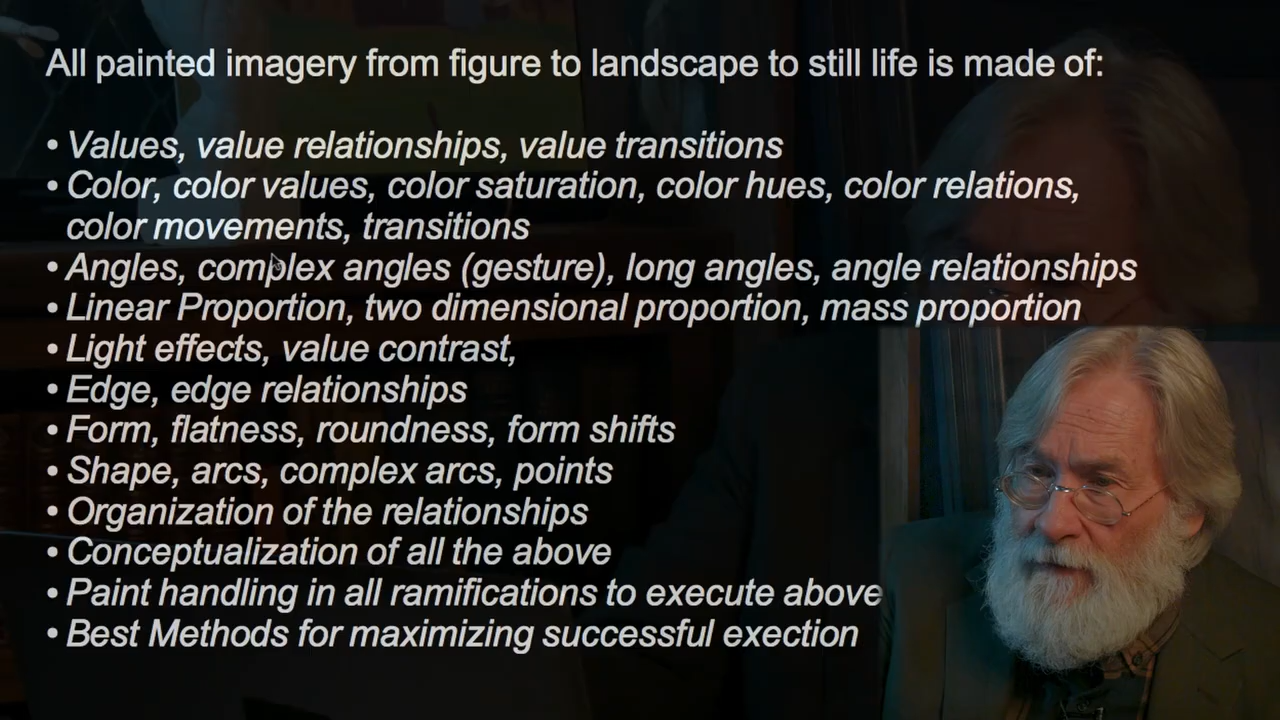 All painted imagery from figure to landscape to still life is made of:
• Values, value relationships, value transitions
• Color, color values, color saturation, color hues, color relations,
color movements, transitions
• Angles, complex angles (gesture), long angles, angle relationships
• Linear Proportion, two dimensional proportion, mass proportion
• Light effects, value contrast,
• Edge, edge relationships
• Form, flatness, roundness, form shifts
• Shape, arcs, complex arcs, points
• Organization of the relationships
• Conceptualization of all the above
• Paint handling in all ramifications to execute above
• Best Methods for maximizing successful exection